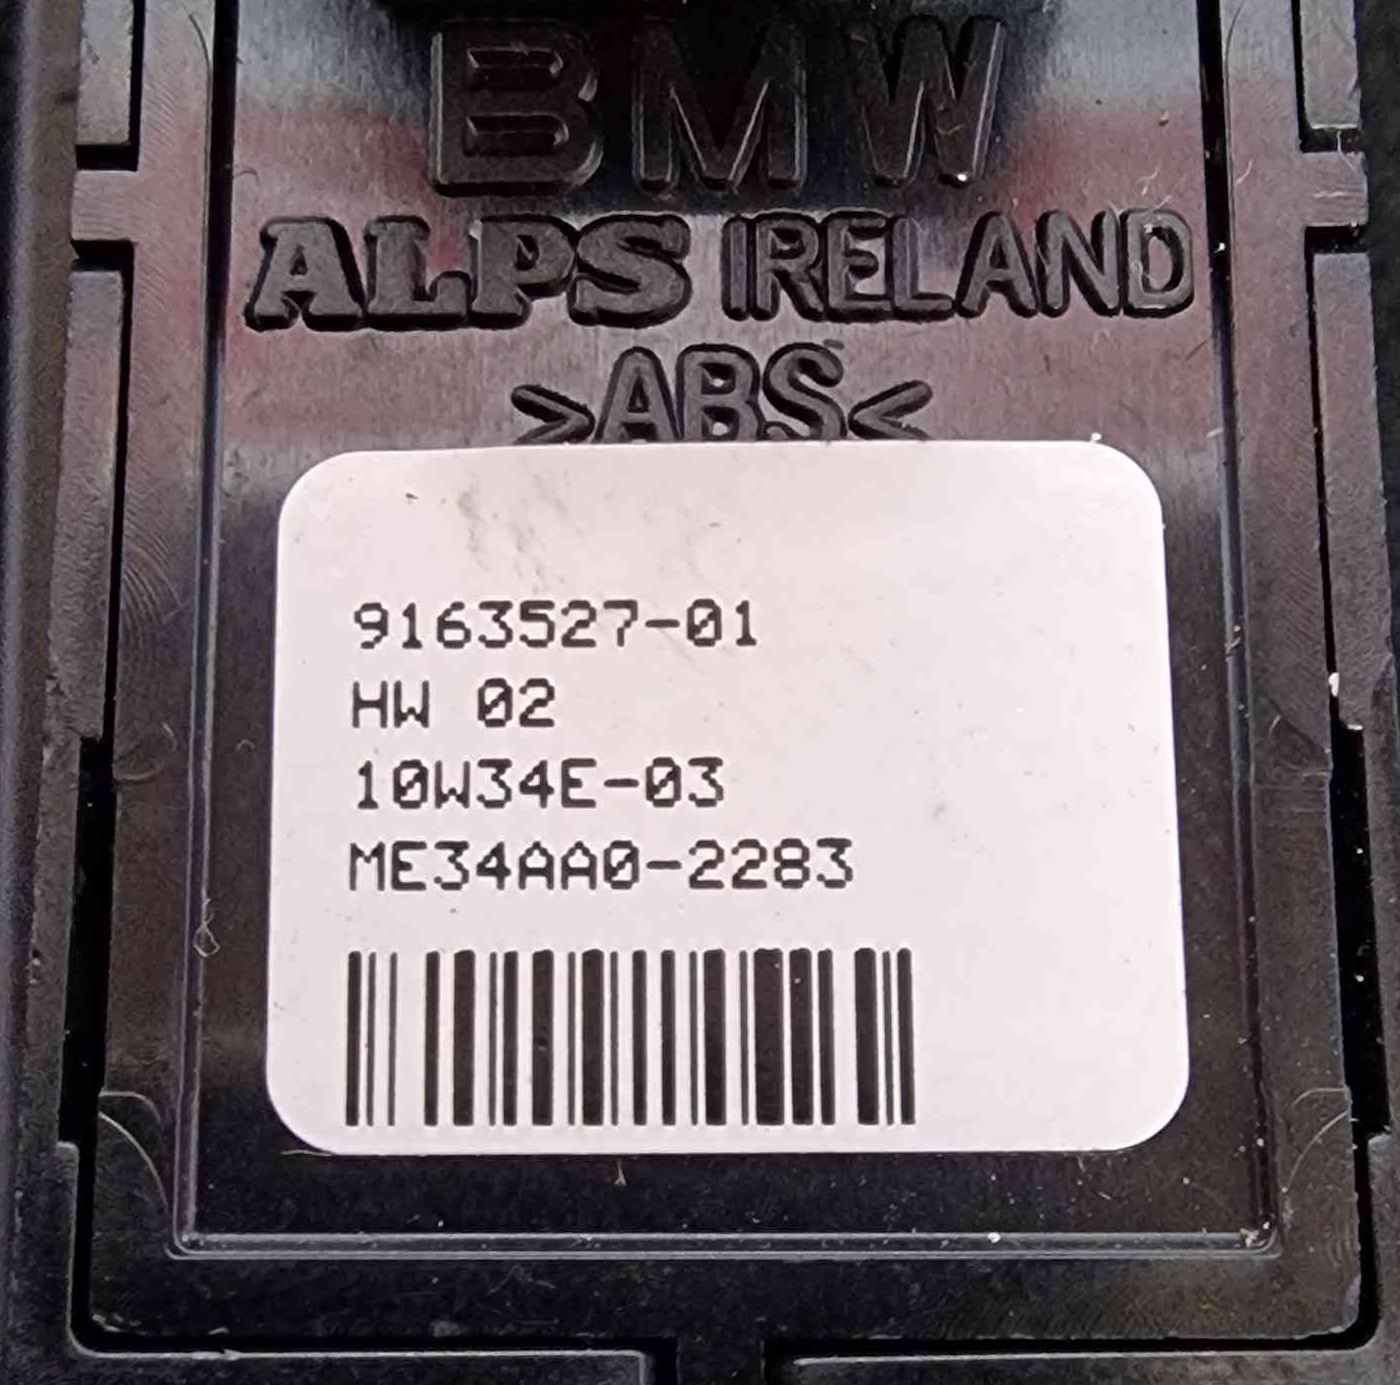 BMW
ALPS IRELAND
>ABS<
9163527-01
HW 02
10W34E-03
ME34AA0-2283